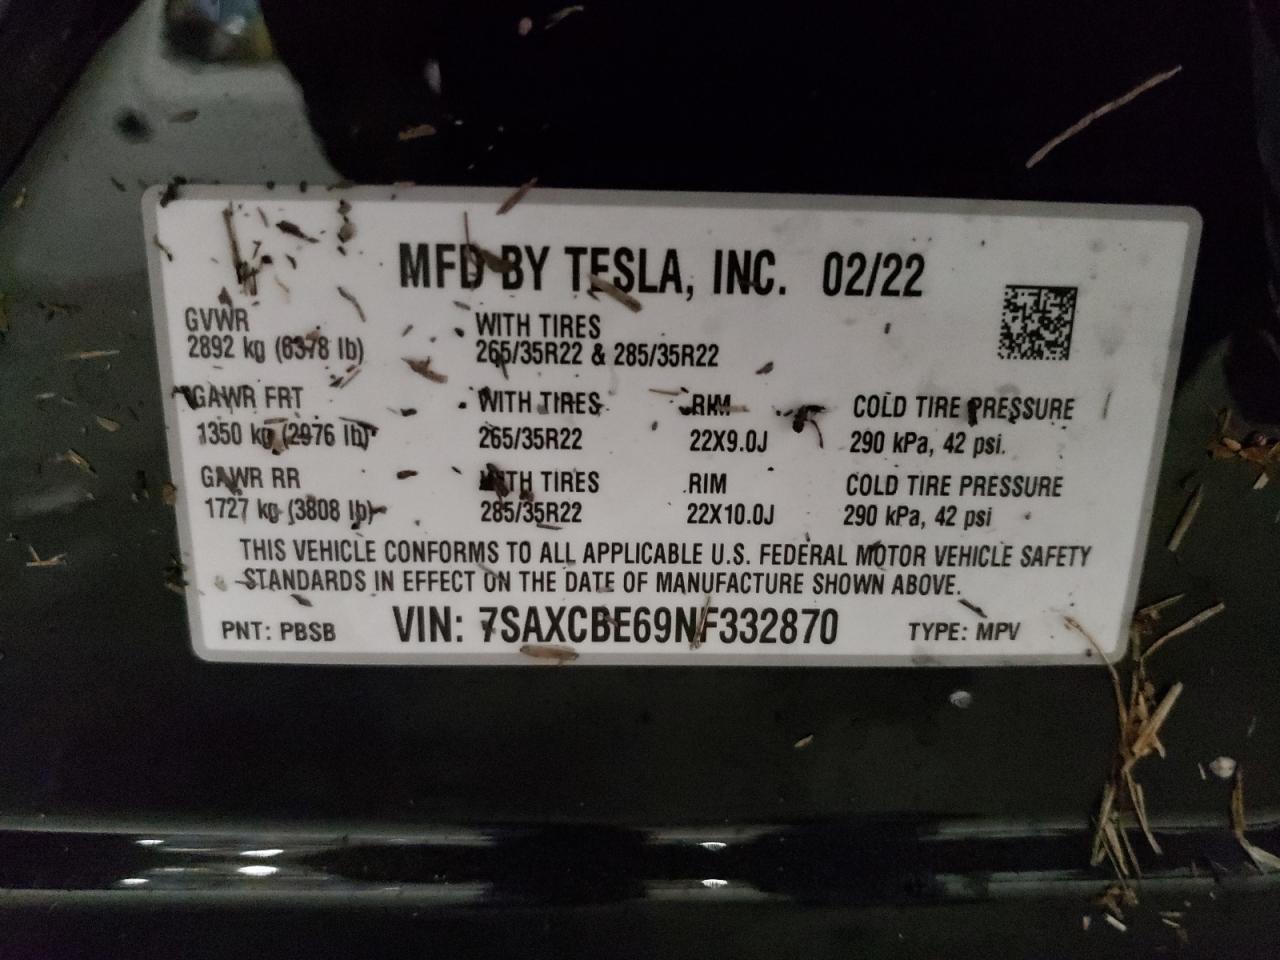 MFD BY TESLA, INC. 02/22
GVWR WITH TIRES
2892 kg (6378 lb) 265/35R22 & 285/35R22
GAWR FRT WITH TIRES RIM COLD TIRE PRESSURE
1350 kg (2976 lb) 265/35R22 22X9.0J 290 kPa, 42 psi.
GAWR RR WITH TIRES RIM COLD TIRE PRESSURE
1727 kg (3808 lb) 285/35R22 22X10.0J 290 kPa, 42 psi
THIS VEHICLE CONFORMS TO ALL APPLICABLE U.S. FEDERAL MOTOR VEHICLE SAFETY
STANDARDS IN EFFECT ON THE DATE OF MANUFACTURE SHOWN ABOVE.
PNT: PBSB VIN: 7SAXCBE69NF332870 TYPE: MPV